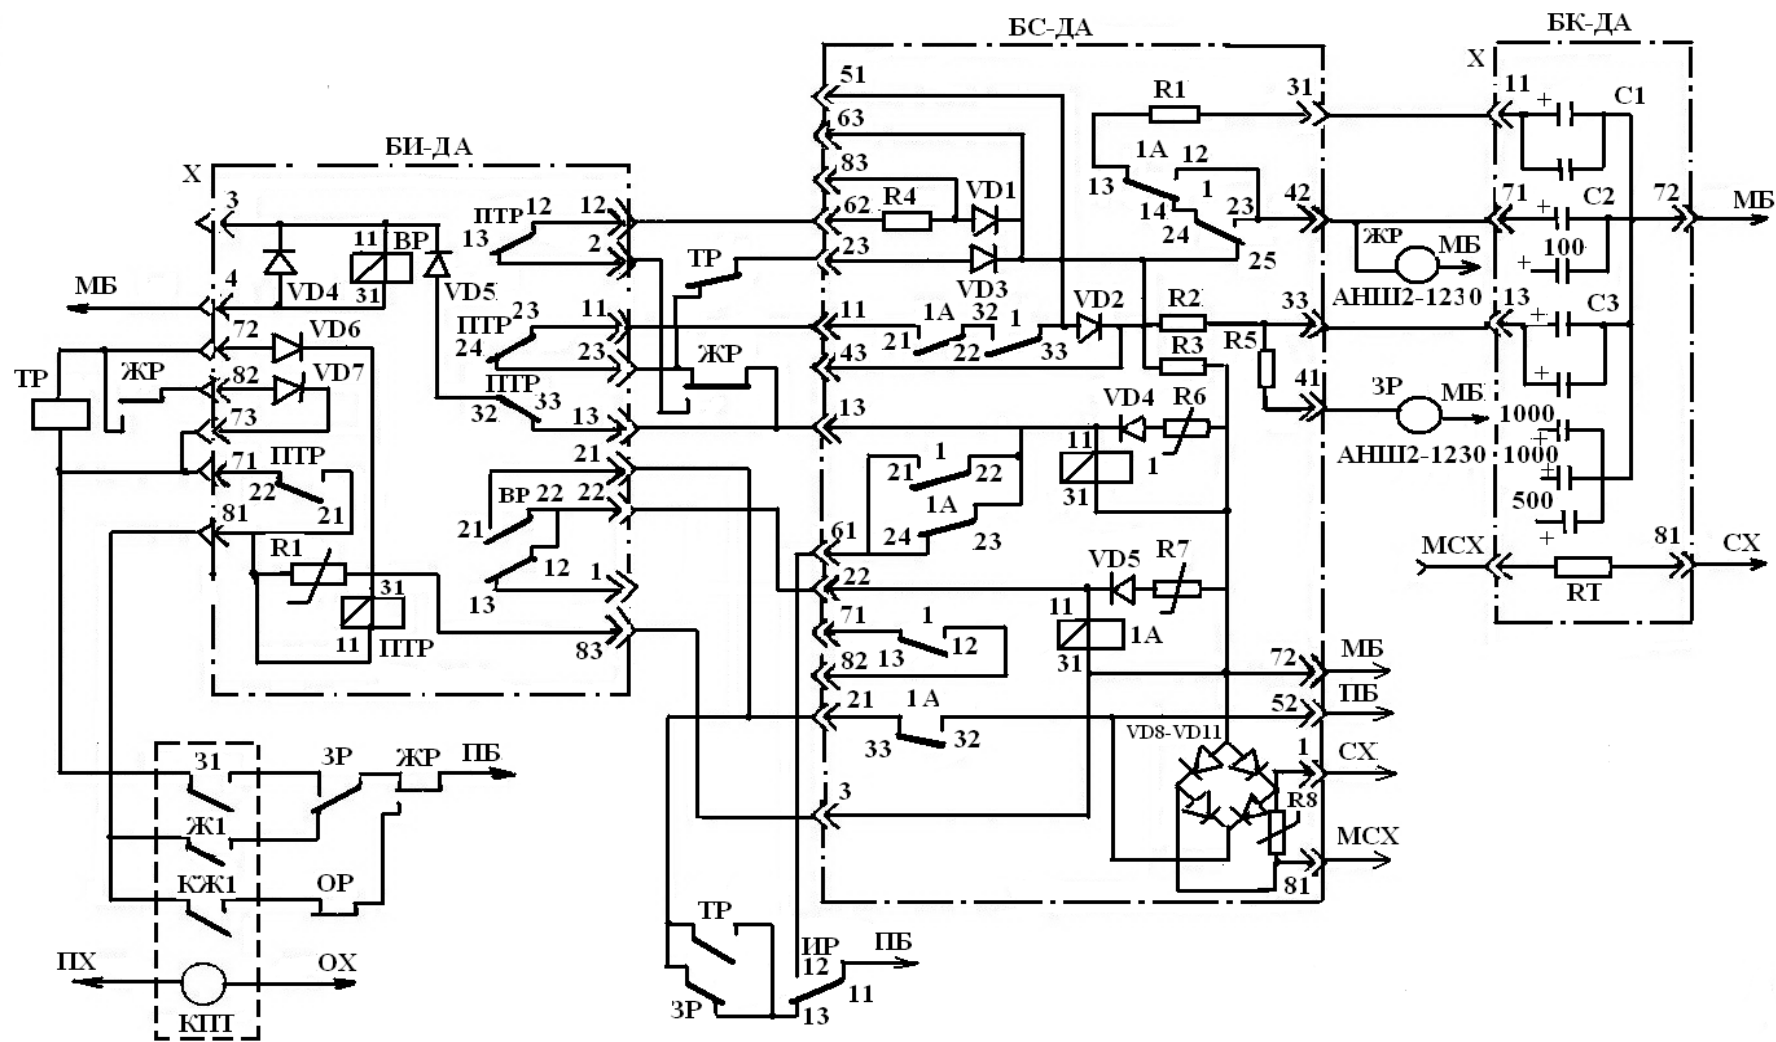 БИ-ДА
X
3
МБ
4
VD4
11
ВР
31
VD5
72
VD6
ТР
ЖР
82
VD7
73
71
ПТР
22
21
81
R1
31
11
ПТР
ПТР
12
12
13
2
ПТР
23
11
24
23
ПТР
33
32
13
21
ВР
22
22
21
12
1
13
83
ТР
ЖР
БС-ДА
51
63
83
62
R4
VD1
23
VD3
11
1А
32
1
21
22
33
VD2
43
13
R1
31
1А
12
13
1
14
23
24
25
42
R2
33
R3
R5
41
VD4
R6
11
1
31
1
21
22
1А
24
23
61
22
VD5
R7
11
1А
31
71
1
13
12
82
21
1А
33
32
72
МБ
52
ПБ
VD8-VD11
1
СХ
R8
МСХ
81
3
ЖР
МБ
АНШ2-1230
ЗР
МБ
АНШ2-1230
БК-ДА
X
11
+
С1
71
+
С2
72
МБ
100
+
13
+
С3
+
1000
+
1000
+
500
+
МСХ
81
СХ
RT
З1
ЗР
ЖР
ПБ
Ж1
КЖ1
ОР
ПХ
ОХ
КПТ
ТР
ЗР
ИР
12
ПБ
11
13